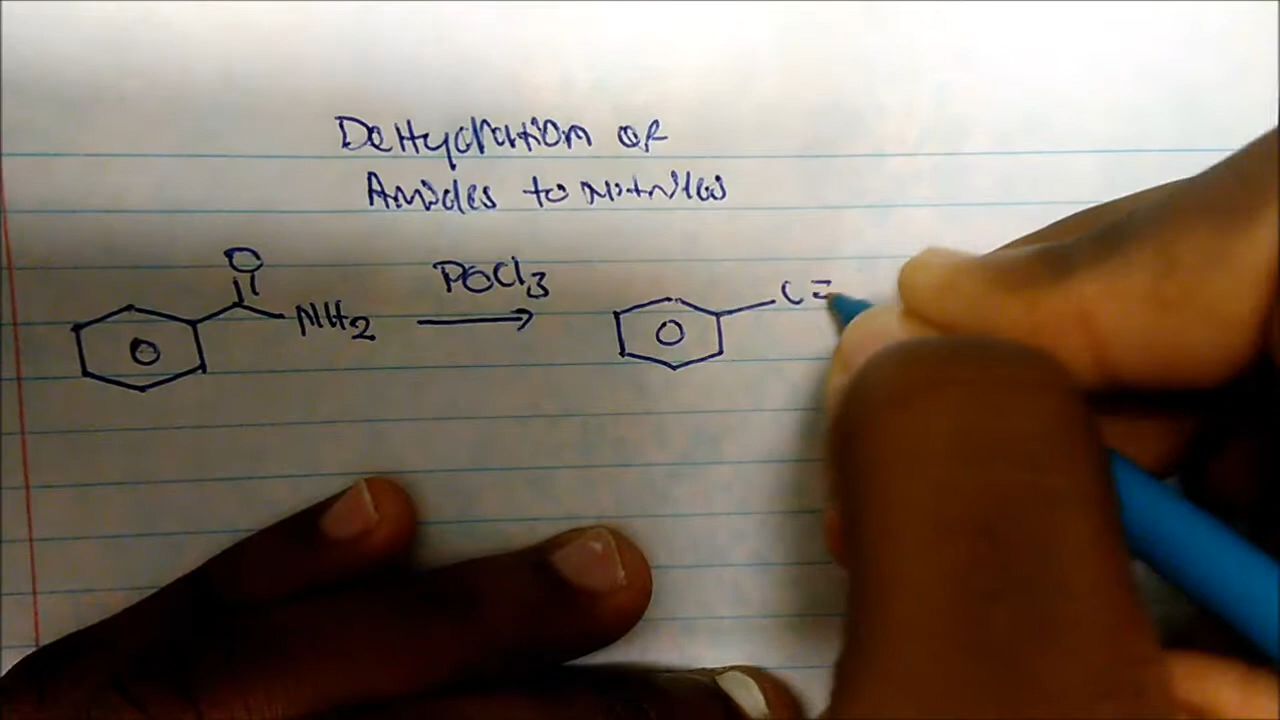 Dehydration of
Amides to nitriles
O
NH2
POCl3
C≡